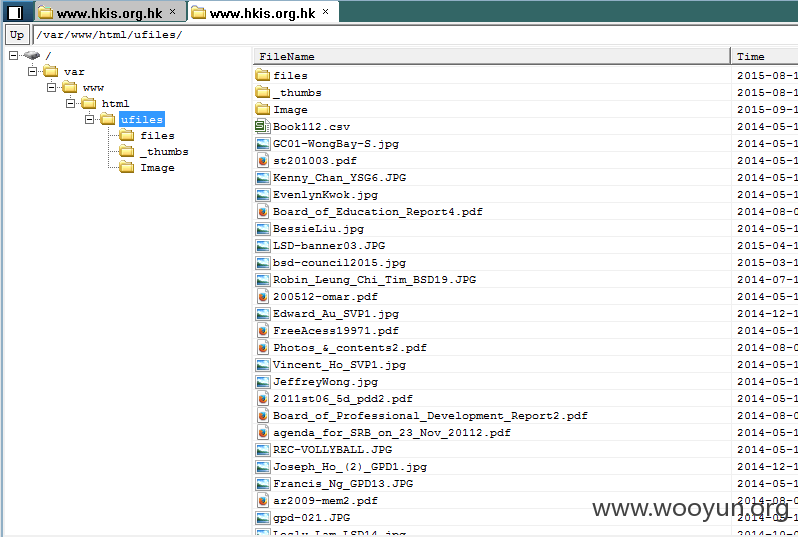 www.hkis.org.hk × www.hkis.org.hk ×
Up /var/www/html/ufiles/
/
var
www
html
ufiles
files
_thumbs
Image
FileName Time
files 2015-08-1
_thumbs 2015-08-1
Image 2015-09-1
Book112.csv 2014-05-1
GC01-WongBay-S.jpg 2014-05-1
st201003.pdf 2014-05-1
Kenny_Chan_YSG6.JPG 2014-05-1
EvenlynKwok.jpg 2014-05-1
Board_of_Education_Report4.pdf 2014-08-0
BessieLiu.jpg 2014-05-1
LSD-banner03.JPG 2015-04-1
bsd-council2015.jpg 2015-03-1
Robin_Leung_Chi_Tim_BSD19.JPG 2014-07-1
200512-omar.pdf 2014-05-1
Edward_Au_SVP1.jpg 2014-12-1
FreeAcess19971.pdf 2014-05-1
Photos_&_contents2.pdf 2014-08-0
Vincent_Ho_SVP1.jpg 2014-05-1
JeffreyWong.jpg 2014-05-1
2011st06_5d_pdd2.pdf 2014-05-1
Board_of_Professional_Development_Report2.pdf 2014-08-0
agenda_for_SRB_on_23_Nov_20112.pdf 2014-05-1
REC-VOLLYBALL.JPG 2014-05-1
Joseph_Ho_(2)_GPD1.jpg 2014-12-1
Francis_Ng_GPD13.JPG 2014-05-1
ar2009-mem2.pdf
gpd-021.JPG
www.wooyun.org